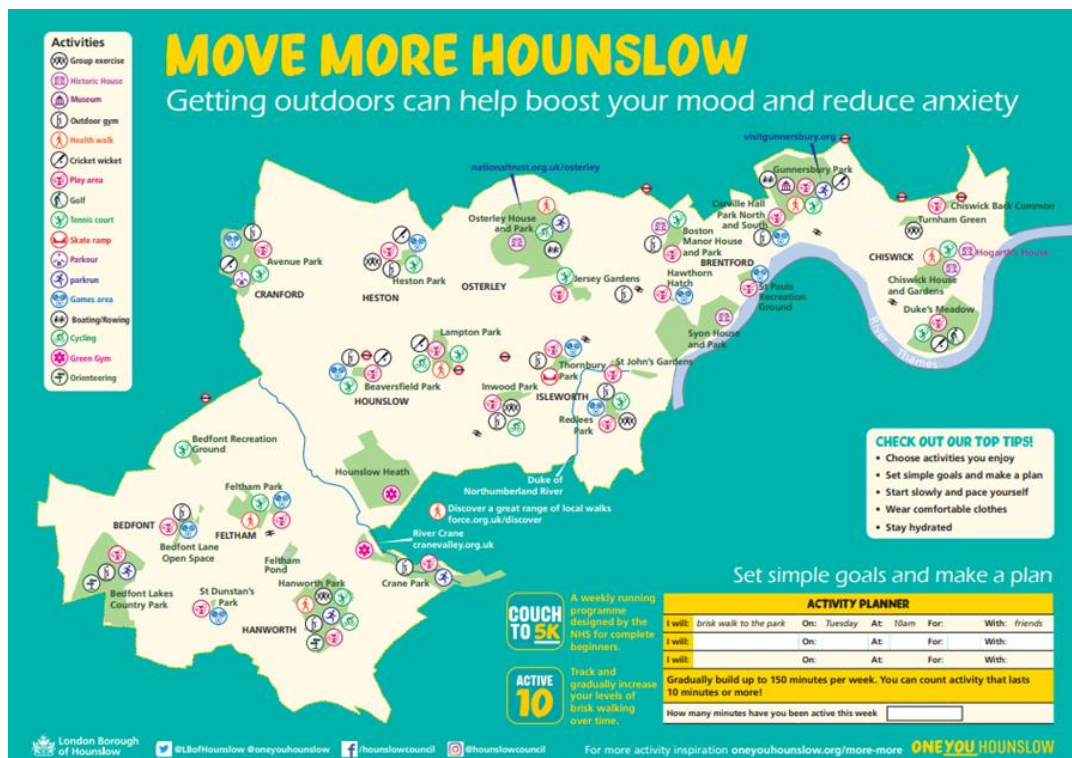 Activities
Group exercise
Historic House
Museum
Outdoor gym
Health walk
Cricket wicket
Play area
Golf
Tennis court
Skate ramp
Parkour
parkrun
Games area
Boating/Rowing
Cycling
Green Gym
Orienteering
MOVE MORE HOUNSLOW
Getting outdoors can help boost your mood and reduce anxiety
visitgunnersbury.org
nationaltrust.org.uk/osterley
Gunnersbury Park
Osterley House
and Park
Carville Hall
Park North
and South
Chiswick Back Common
Turnham Green
Boston
Manor House
and Park
Avenue Park
CRANFORD
Heston Park
HESTON
OSTERLEY
Jersey Gardens
BRENTFORD
Hawthorn
Hatch
St Pauls
Recreation
Ground
CHISWICK
Hogarth's House
Chiswick House
and Gardens
Duke's Meadow
River Thames
Syon House
and Park
Lampton Park
Beaversfield Park
HOUNSLOW
Inwood Park
Thornbury
Park
St John's Gardens
ISLEWORTH
Redlees
Park
Bedfont Recreation
Ground
Hounslow Heath
Duke of
Northumberland River
Discover a great range of local walks
force.org.uk/discover
River Crane
cranevalley.org.uk
Feltham Park
BEDFONT
FELTHAM
Bedfont Lane
Open Space
Feltham
Pond
Crane Park
Bedfont Lakes
Country Park
St Dunstan's
Park
Hanworth Park
HANWORTH
CHECK OUT OUR TOP TIPS!
• Choose activities you enjoy
• Set simple goals and make a plan
• Start slowly and pace yourself
• Wear comfortable clothes
• Stay hydrated
Set simple goals and make a plan
COUCH
TO 5K
A weekly running
programme
designed by the
NHS for complete
beginners.
ACTIVE
10
Track and
gradually increase
your levels of
brisk walking
over time.
ACTIVITY PLANNER
I will: brisk walk to the park On: Tuesday At: 10am For: With: friends
I will: On: At: For: With:
I will: On: At: For: With:
Gradually build up to 150 minutes per week. You can count activity that lasts
10 minutes or more!
How many minutes have you been active this week
London Borough
of Hounslow
@LBofHounslow @oneyouhounslow
/hounslowcouncil
@hounslowcouncil
For more activity inspiration oneyouhounslow.org/more-more
ONE YOU HOUNSLOW